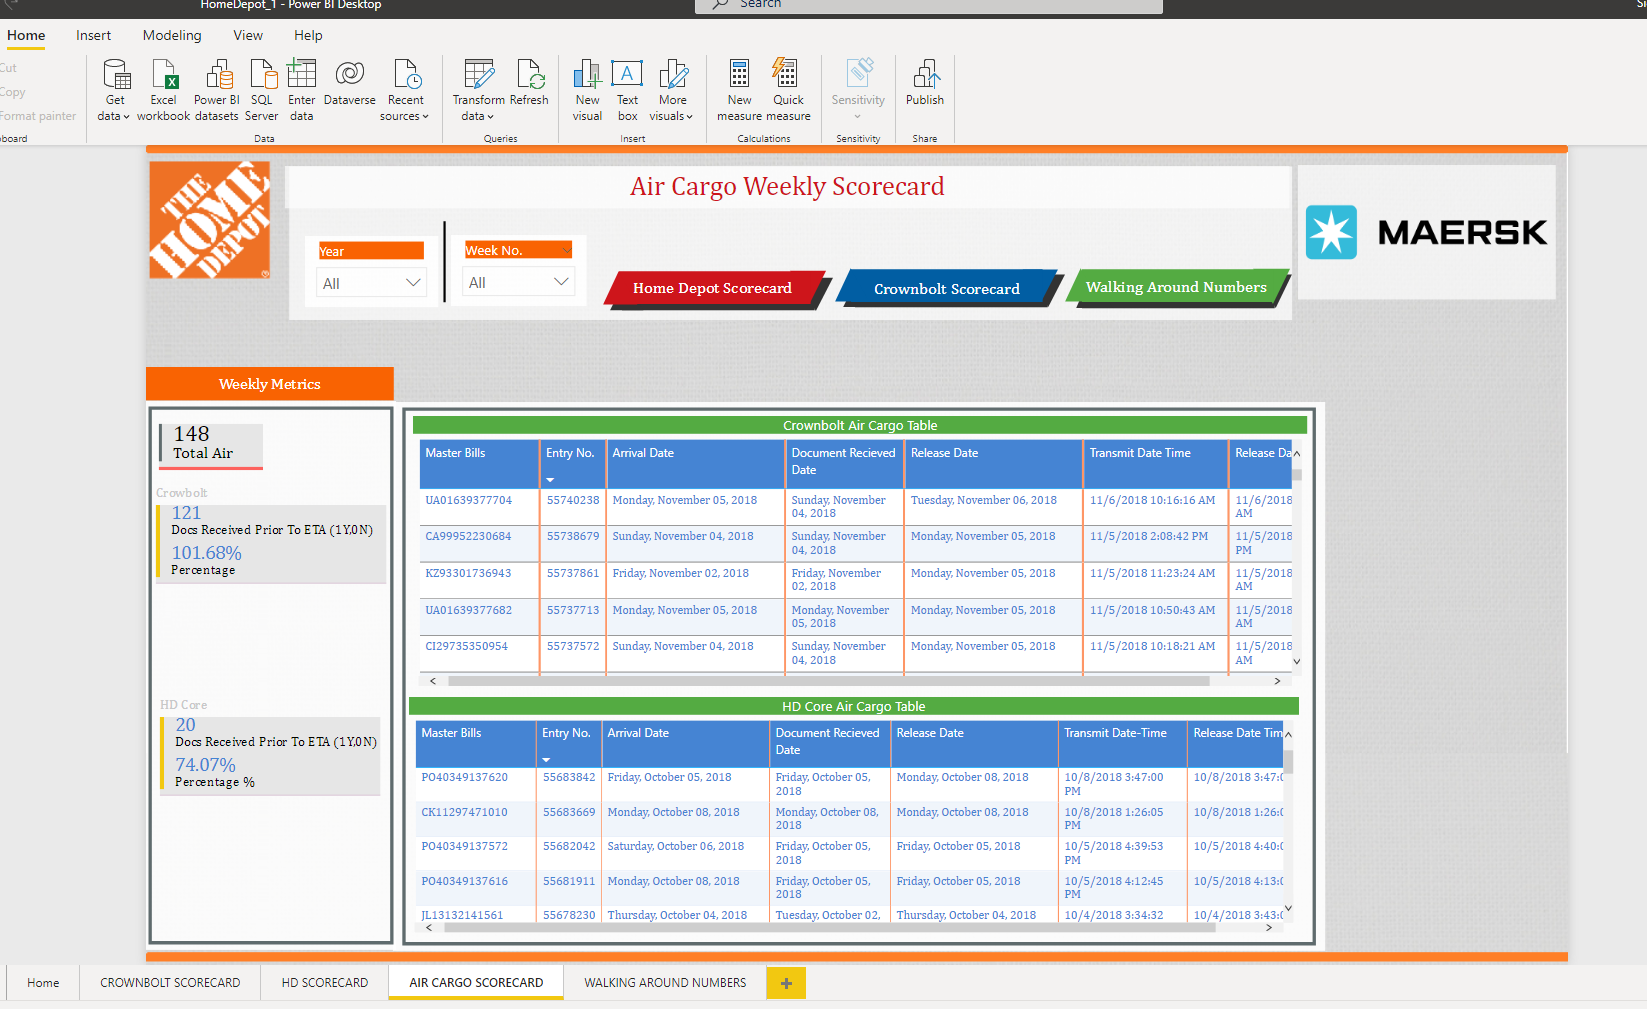 HomeDepot_1 - Power BI Desktop
Search
Home Insert Modeling View Help
Cut
Copy
Format painter
Get data
Excel workbook
Power BI datasets
SQL Server
Enter data
Dataverse
Recent sources
Transform data
Refresh
New visual
Text box
More visuals
New measure
Quick measure
Sensitivity
Publish
Data
Queries
Insert
Calculations
Sensitivity
Share
THE HOME DEPOT
Air Cargo Weekly Scorecard
MAERSK
Year
All
Week No.
All
Home Depot Scorecard
Crownbolt Scorecard
Walking Around Numbers
Weekly Metrics
148
Total Air
Crowbolt
121
Docs Received Prior To ETA (1Y,0N)
101.68%
Percentage
HD Core
20
Docs Received Prior To ETA (1Y,0N)
74.07%
Percentage %
Crownbolt Air Cargo Table
Master Bills Entry No. Arrival Date Document Recieved Date Release Date Transmit Date Time Release Da
UA01639377704 55740238 Monday, November 05, 2018 Sunday, November 04, 2018 Tuesday, November 06, 2018 11/6/2018 10:16:16 AM 11/6/2018 AM
CA99952230684 55738679 Sunday, November 04, 2018 Sunday, November 04, 2018 Monday, November 05, 2018 11/5/2018 2:08:42 PM 11/5/2018 PM
KZ93301736943 55737861 Friday, November 02, 2018 Friday, November 02, 2018 Monday, November 05, 2018 11/5/2018 11:23:24 AM 11/5/2018 AM
UA01639377682 55737713 Monday, November 05, 2018 Monday, November 05, 2018 Monday, November 05, 2018 11/5/2018 10:50:43 AM 11/5/2018 AM
CI29735350954 55737572 Sunday, November 04, 2018 Sunday, November 04, 2018 Monday, November 05, 2018 11/5/2018 10:18:21 AM 11/5/2018 AM
HD Core Air Cargo Table
Master Bills Entry No. Arrival Date Document Recieved Date Release Date Transmit Date-Time Release Date Tim
PO40349137620 55683842 Friday, October 05, 2018 Friday, October 05, 2018 Monday, October 08, 2018 10/8/2018 3:47:00 PM 10/8/2018 3:47:0
CK11297471010 55683669 Monday, October 08, 2018 Monday, October 08, 2018 Monday, October 08, 2018 10/8/2018 1:26:05 PM 10/8/2018 1:26:0
PO40349137572 55682042 Saturday, October 06, 2018 Friday, October 05, 2018 Friday, October 05, 2018 10/5/2018 4:39:53 PM 10/5/2018 4:40:0
PO40349137616 55681911 Monday, October 08, 2018 Friday, October 05, 2018 Friday, October 05, 2018 10/5/2018 4:12:45 PM 10/5/2018 4:13:0
JL13132141561 55678230 Thursday, October 04, 2018 Tuesday, October 02, Thursday, October 04, 2018 10/4/2018 3:34:32 10/4/2018 3:43:0
Home CROWNBOLT SCORECARD HD SCORECARD AIR CARGO SCORECARD WALKING AROUND NUMBERS